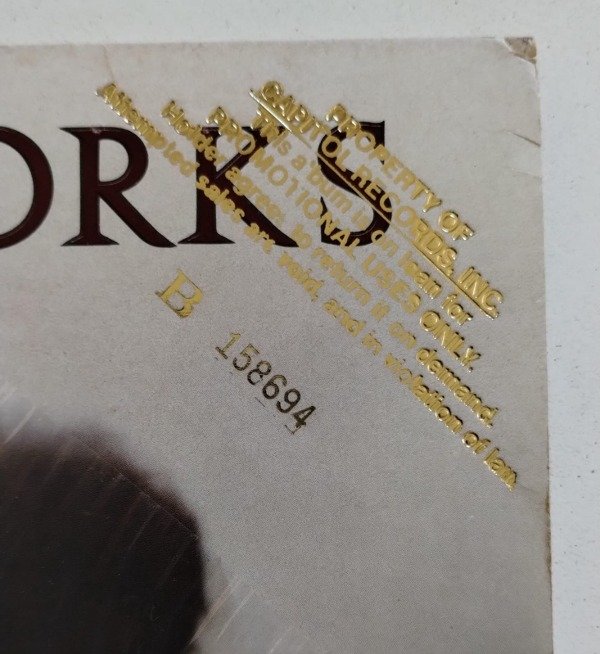 ORKS
PROPERTY OF
CAPITOL RECORDS, INC.
This album is on loan for
PROMOTIONAL USES ONLY.
Holder agrees to return it on demand.
Attempted sales are void, and in violation of law.
B 158694